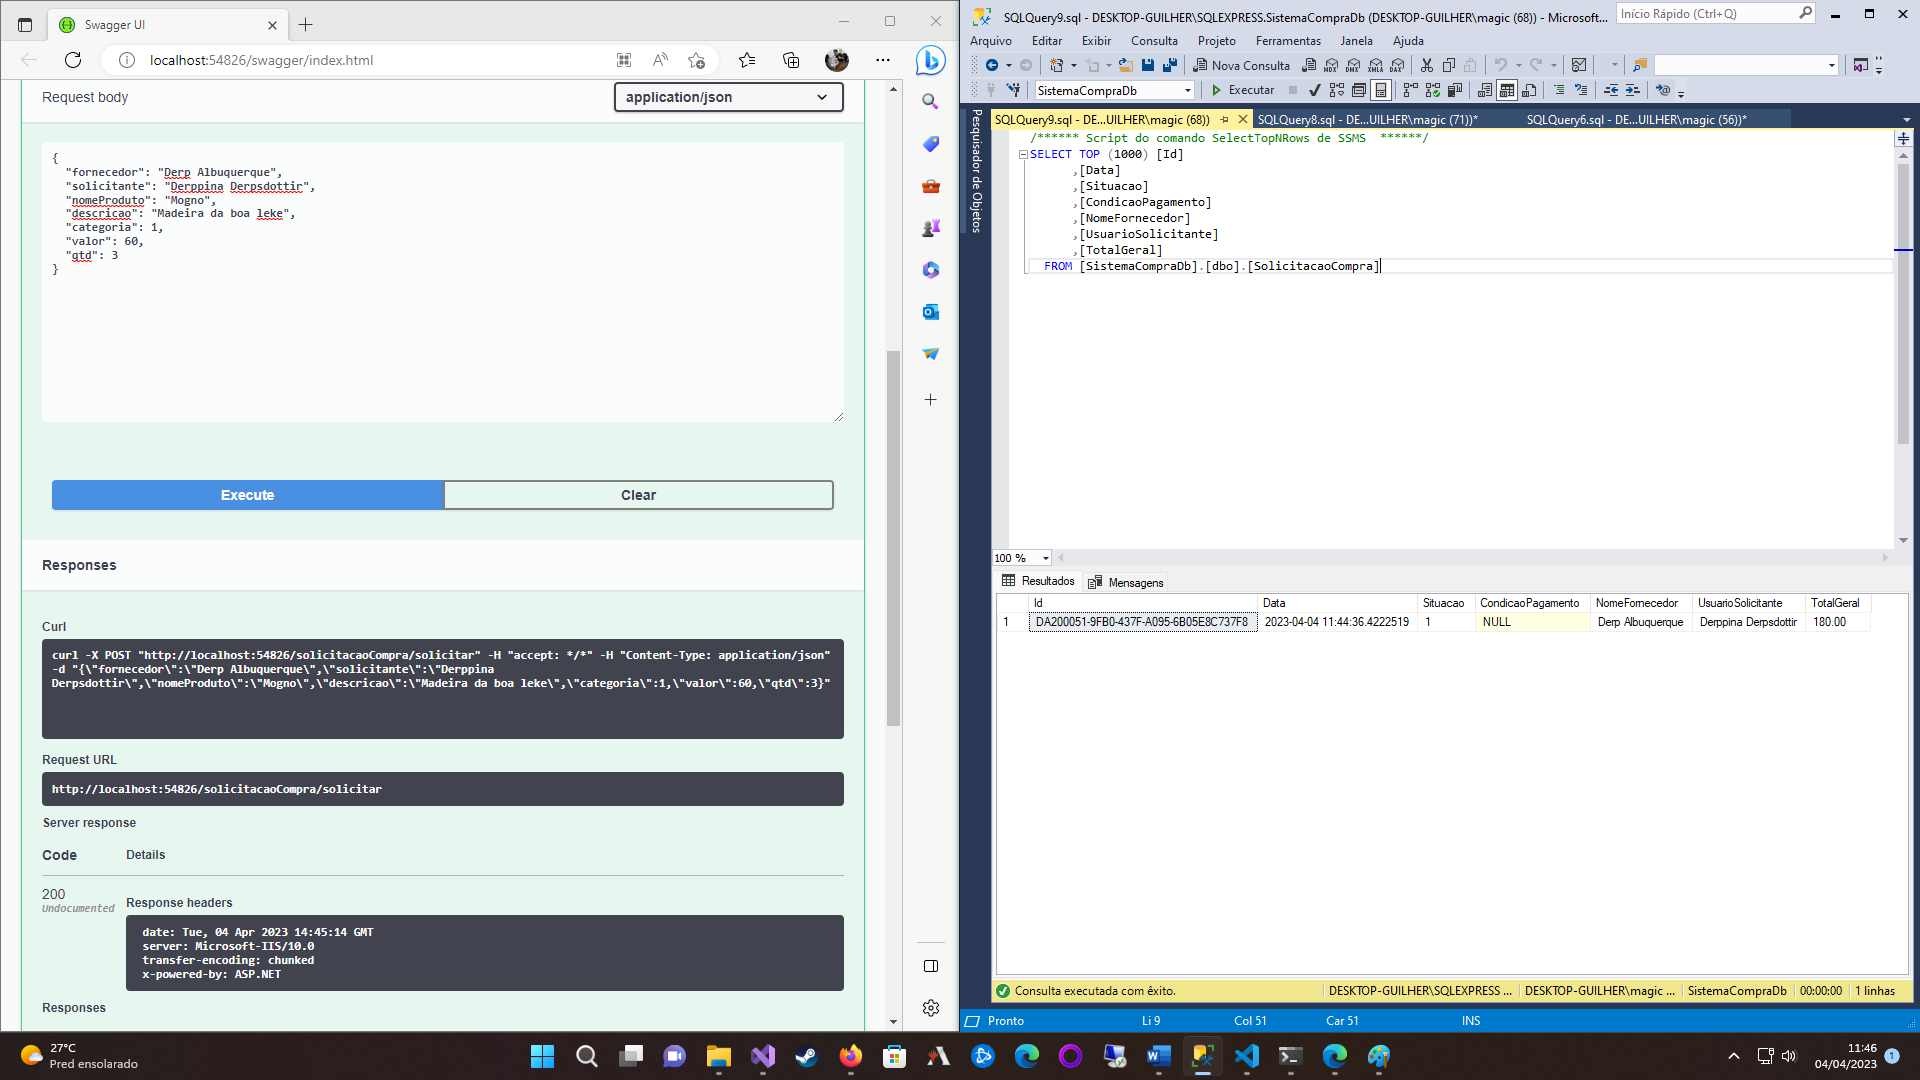 Swagger UI
localhost:54826/swagger/index.html
Request body
application/json
{
"fornecedor": "Derp Albuquerque",
"solicitante": "Derppina Derpsdottir",
"nomeProduto": "Mogno",
"descricao": "Madeira da boa leke",
"categoria": 1,
"valor": 60,
"qtd": 3
}
Execute
Clear
Responses
Curl
curl -X POST "http://localhost:54826/solicitacaoCompra/solicitar" -H "accept: */*" -H "Content-Type: application/json"
-d "{\"fornecedor\":\"Derp Albuquerque\",\"solicitante\":\"Derppina
Derpsdottir\",\"nomeProduto\":\"Mogno\",\"descricao\":\"Madeira da boa leke\",\"categoria\":1,\"valor\":60,\"qtd\":3}"
Request URL
http://localhost:54826/solicitacaoCompra/solicitar
Server response
Code
Details
200
Undocumented
Response headers
date: Tue, 04 Apr 2023 14:45:14 GMT
server: Microsoft-IIS/10.0
transfer-encoding: chunked
x-powered-by: ASP.NET
Responses
SQLQuery9.sql - DESKTOP-GUILHER\SQLEXPRESS.SistemaCompraDb (DESKTOP-GUILHER\magic (68)) - Microsoft...
Início Rápido (Ctrl+Q)
Arquivo Editar Exibir Consulta Projeto Ferramentas Janela Ajuda
Nova Consulta
MDX DMX XMLA DAX
SistemaCompraDb
Executar
Pesquisador de Objetos
SQLQuery9.sql - DE...UILHER\magic (68))
SQLQuery8.sql - DE...UILHER\magic (71))*
SQLQuery6.sql - DE...UILHER\magic (56))*
/****** Script do comando SelectTopNRows de SSMS ******/
SELECT TOP (1000) [Id]
,[Data]
,[Situacao]
,[CondicaoPagamento]
,[NomeFornecedor]
,[UsuarioSolicitante]
,[TotalGeral]
FROM [SistemaCompraDb].[dbo].[SolicitacaoCompra]
100 %
Resultados
Mensagens
Id Data Situacao CondicaoPagamento NomeFornecedor UsuarioSolicitante TotalGeral
1 DA200051-9FB0-437F-A095-6B05E8C737F8 2023-04-04 11:44:36.4222519 1 NULL Derp Albuquerque Derppina Derpsdottir 180.00
Consulta executada com êxito.
DESKTOP-GUILHER\SQLEXPRESS ...
DESKTOP-GUILHER\magic ...
SistemaCompraDb
00:00:00
1 linhas
Pronto
Li 9
Col 51
Car 51
INS
27°C
Pred ensolarado
11:46
04/04/2023
1